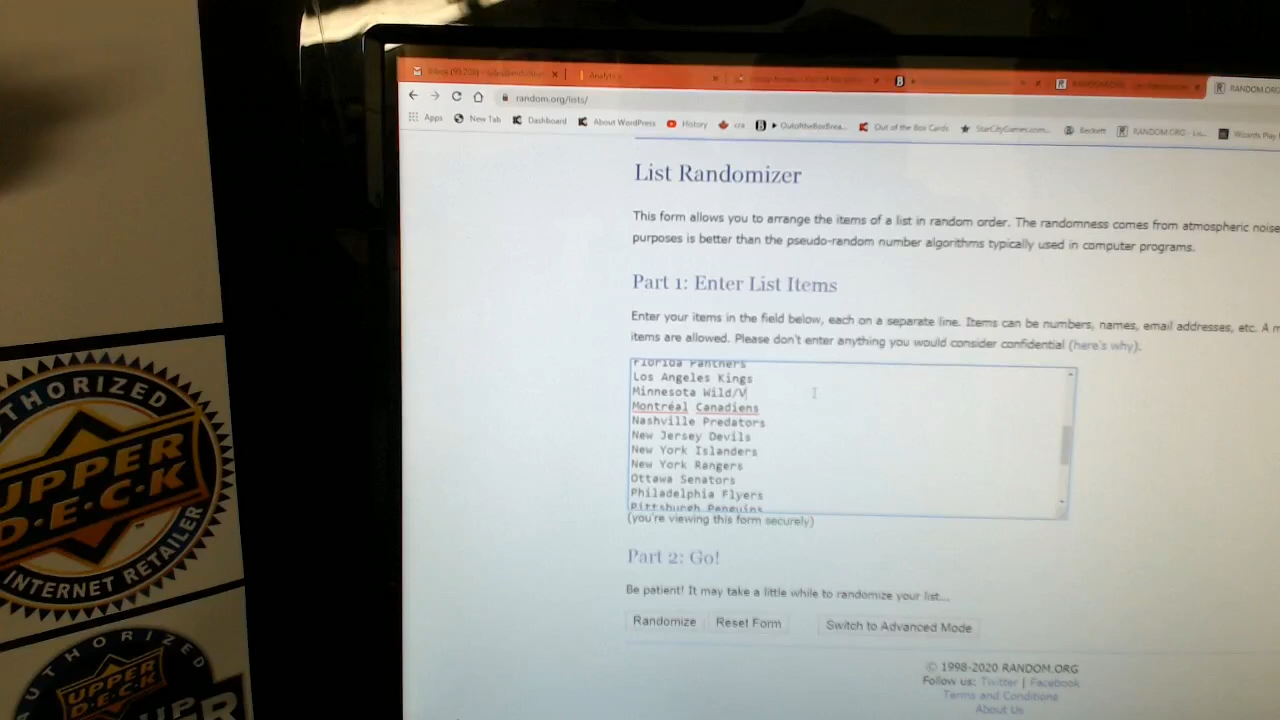 Analytics
RANDOM.ORG
random.org/lists/
Apps New Tab Dashboard About WordPress History cra OutoftheBoxBrea... Out of the Box Cards StarCityGames.com... Beckett RANDOM.ORG - Lis... Wizards Play
List Randomizer
This form allows you to arrange the items of a list in random order. The randomness comes from atmospheric noise
purposes is better than the pseudo-random number algorithms typically used in computer programs.
Part 1: Enter List Items
Enter your items in the field below, each on a separate line. Items can be numbers, names, email addresses, etc. A m
items are allowed. Please don't enter anything you would consider confidential (here's why).
Florida Panthers
Los Angeles Kings
Minnesota Wild/V
Montréal Canadiens
Nashville Predators
New Jersey Devils
New York Islanders
New York Rangers
Ottawa Senators
Philadelphia Flyers
Pittsburgh Penguins
(you're viewing this form securely)
Part 2: Go!
Be patient! It may take a little while to randomize your list...
Randomize Reset Form Switch to Advanced Mode
© 1998-2020 RANDOM.ORG
Follow us: Twitter | Facebook
Terms and Conditions
About Us
AUTHORIZED
UPPER
D·E·C·K
INTERNET RETAILER
AUTHORIZED
UPPER
D·E·C·K